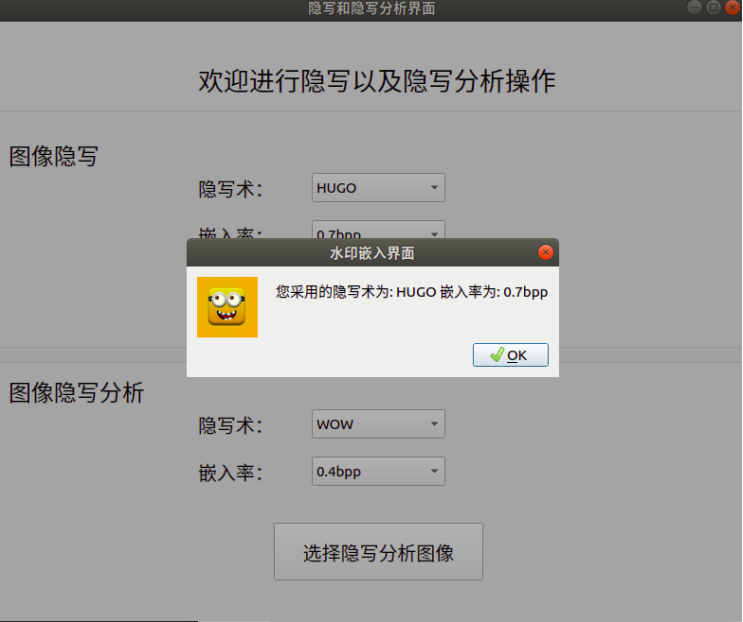 隐写和隐写分析界面
欢迎进行隐写以及隐写分析操作
图像隐写
隐写术： HUGO
嵌入率： 0.7bpp
水印嵌入界面
您采用的隐写术为: HUGO 嵌入率为: 0.7bpp
OK
图像隐写分析
隐写术： WOW
嵌入率： 0.4bpp
选择隐写分析图像